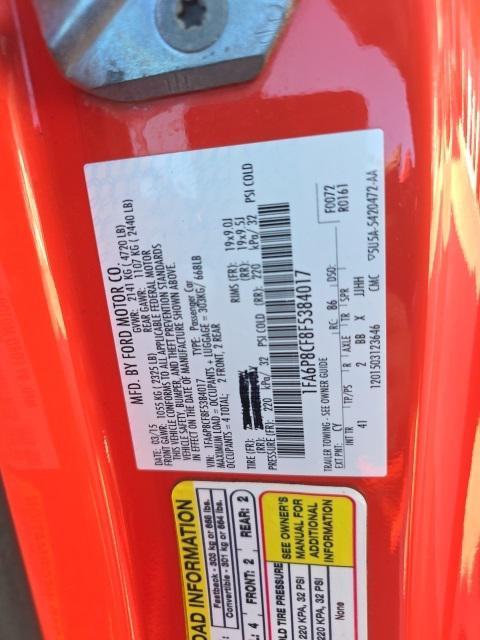 MFD. BY FORD MOTOR CO.
DATE: 03/15 GVWR: 2141 KG ( 4720 LB)
FRONT GAWR: 1055 KG ( 2325 LB) REAR GAWR: 1107 KG ( 2440 LB)
THIS VEHICLE CONFORMS TO ALL APPLICABLE FEDERAL MOTOR
VEHICLE SAFETY, BUMPER, AND THEFT PREVENTION STANDARDS
IN EFFECT ON THE DATE OF MANUFACTURE SHOWN ABOVE.
VIN: 1FA6P8CF8F5384017 TYPE: Passenger Car
MAXIMUM LOAD= OCCUPANTS + LUGGAGE = 303KG/ 668LB
OCCUPANTS = 4 TOTAL: 2 FRONT, 2 REAR
TIRE (FR): RIMS (FR): 19x9.0J
(RR): (RR): 19x9.5J
(FR): 220 kPa/ 32 PSI COLD (RR): 220 kPa/ 32 PSI COLD
1FA6P8CF8F5384017
TRAILER TOWING - SEE OWNER GUIDE F0072
EXT PNT: CY RC: 86 DSO: R0161
INT TR TP/PS R AXLE TR SPR
41 2 BB X JJHH
1201503123646 CMC 5U5A-5420472-AA
OAD INFORMATION
Fastback - 303 kg or 668 lbs.
Convertible - 301 kg or 664 lbs.
4 FRONT: 2 REAR: 2
LD TIRE PRESSURE SEE OWNER'S
MANUAL FOR
ADDITIONAL
INFORMATION
220 KPA, 32 PSI
220 KPA, 32 PSI
None